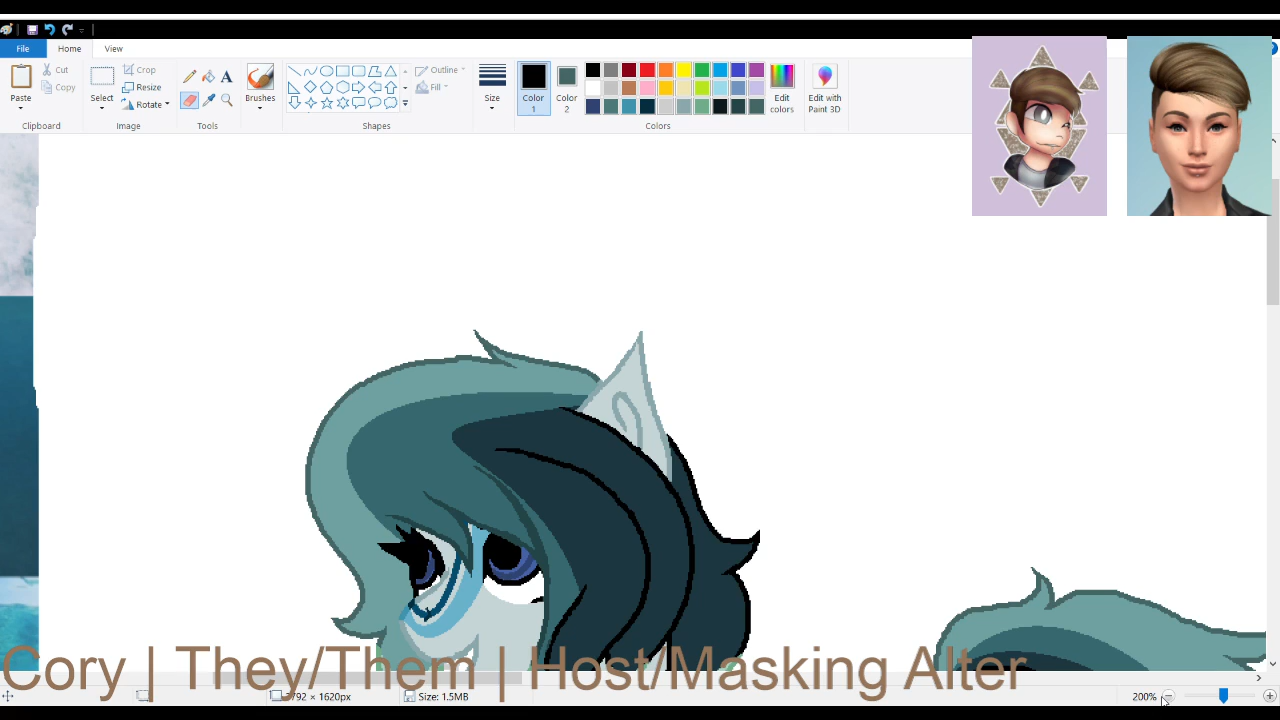 File Home View
Cut
Copy
Paste
Clipboard
Crop
Resize
Rotate
Select
Image
A
Tools
Brushes
Outline
Fill
Shapes
Size
Color
1
Color
2
Colors
Edit
colors
Edit with
Paint 3D
Cory | They/Them | Host/Masking Alter
× 1620px
Size: 1.5MB
200%